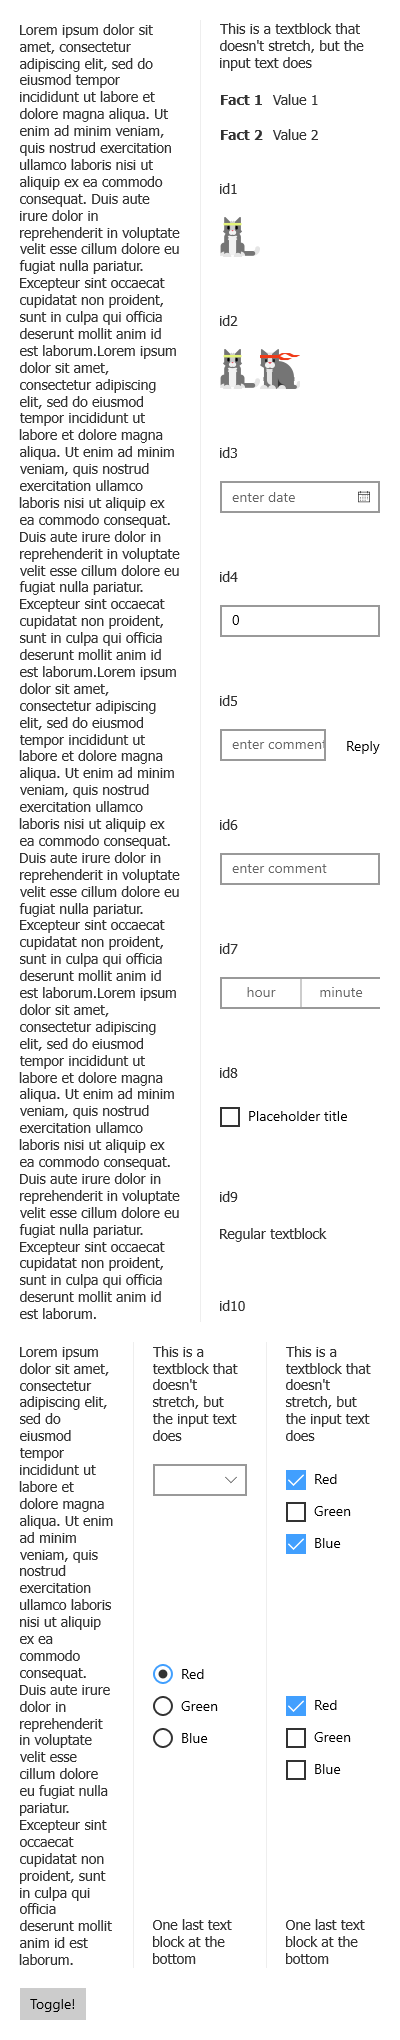 Lorem ipsum dolor sit
amet, consectetur
adipiscing elit, sed do
eiusmod tempor
incididunt ut labore et
dolore magna aliqua. Ut
enim ad minim veniam,
quis nostrud exercitation
ullamco laboris nisi ut
aliquip ex ea commodo
consequat. Duis aute
irure dolor in
reprehenderit in voluptate
velit esse cillum dolore eu
fugiat nulla pariatur.
Excepteur sint occaecat
cupidatat non proident,
sunt in culpa qui officia
deserunt mollit anim id
est laborum.Lorem ipsum
dolor sit amet,
consectetur adipiscing
elit, sed do eiusmod
tempor incididunt ut
labore et dolore magna
aliqua. Ut enim ad minim
veniam, quis nostrud
exercitation ullamco
laboris nisi ut aliquip ex
ea commodo consequat.
Duis aute irure dolor in
reprehenderit in voluptate
velit esse cillum dolore eu
fugiat nulla pariatur.
Excepteur sint occaecat
cupidatat non proident,
sunt in culpa qui officia
deserunt mollit anim id
est laborum.Lorem ipsum
dolor sit amet,
consectetur adipiscing
elit, sed do eiusmod
tempor incididunt ut
labore et dolore magna
aliqua. Ut enim ad minim
veniam, quis nostrud
exercitation ullamco
laboris nisi ut aliquip ex
ea commodo consequat.
Duis aute irure dolor in
reprehenderit in voluptate
velit esse cillum dolore eu
fugiat nulla pariatur.
Excepteur sint occaecat
cupidatat non proident,
sunt in culpa qui officia
deserunt mollit anim id
est laborum.Lorem ipsum
dolor sit amet,
consectetur adipiscing
elit, sed do eiusmod
tempor incididunt ut
labore et dolore magna
aliqua. Ut enim ad minim
veniam, quis nostrud
exercitation ullamco
laboris nisi ut aliquip ex
ea commodo consequat.
Duis aute irure dolor in
reprehenderit in voluptate
velit esse cillum dolore eu
fugiat nulla pariatur.
Excepteur sint occaecat
cupidatat non proident,
sunt in culpa qui officia
deserunt mollit anim id
est laborum.
This is a textblock that
doesn't stretch, but the
input text does
Fact 1 Value 1
Fact 2 Value 2
id1
id2
id3
enter date
id4
0
id5
enter comment Reply
id6
enter comment
id7
hour minute
id8
Placeholder title
id9
Regular textblock
id10
Lorem ipsum
dolor sit amet,
consectetur
adipiscing elit,
sed do
eiusmod
tempor
incididunt ut
labore et
dolore magna
aliqua. Ut enim
ad minim
veniam, quis
nostrud
exercitation
ullamco laboris
nisi ut aliquip
ex ea
commodo
consequat.
Duis aute irure
dolor in
reprehenderit
in voluptate
velit esse
cillum dolore
eu fugiat nulla
pariatur.
Excepteur sint
occaecat
cupidatat non
proident, sunt
in culpa qui
officia
deserunt mollit
anim id est
laborum.
This is a
textblock that
doesn't
stretch, but
the input text
does
Red
Green
Blue
One last text
block at the
bottom
This is a
textblock that
doesn't
stretch, but
the input text
does
Red
Green
Blue
Red
Green
Blue
One last text
block at the
bottom
Toggle!